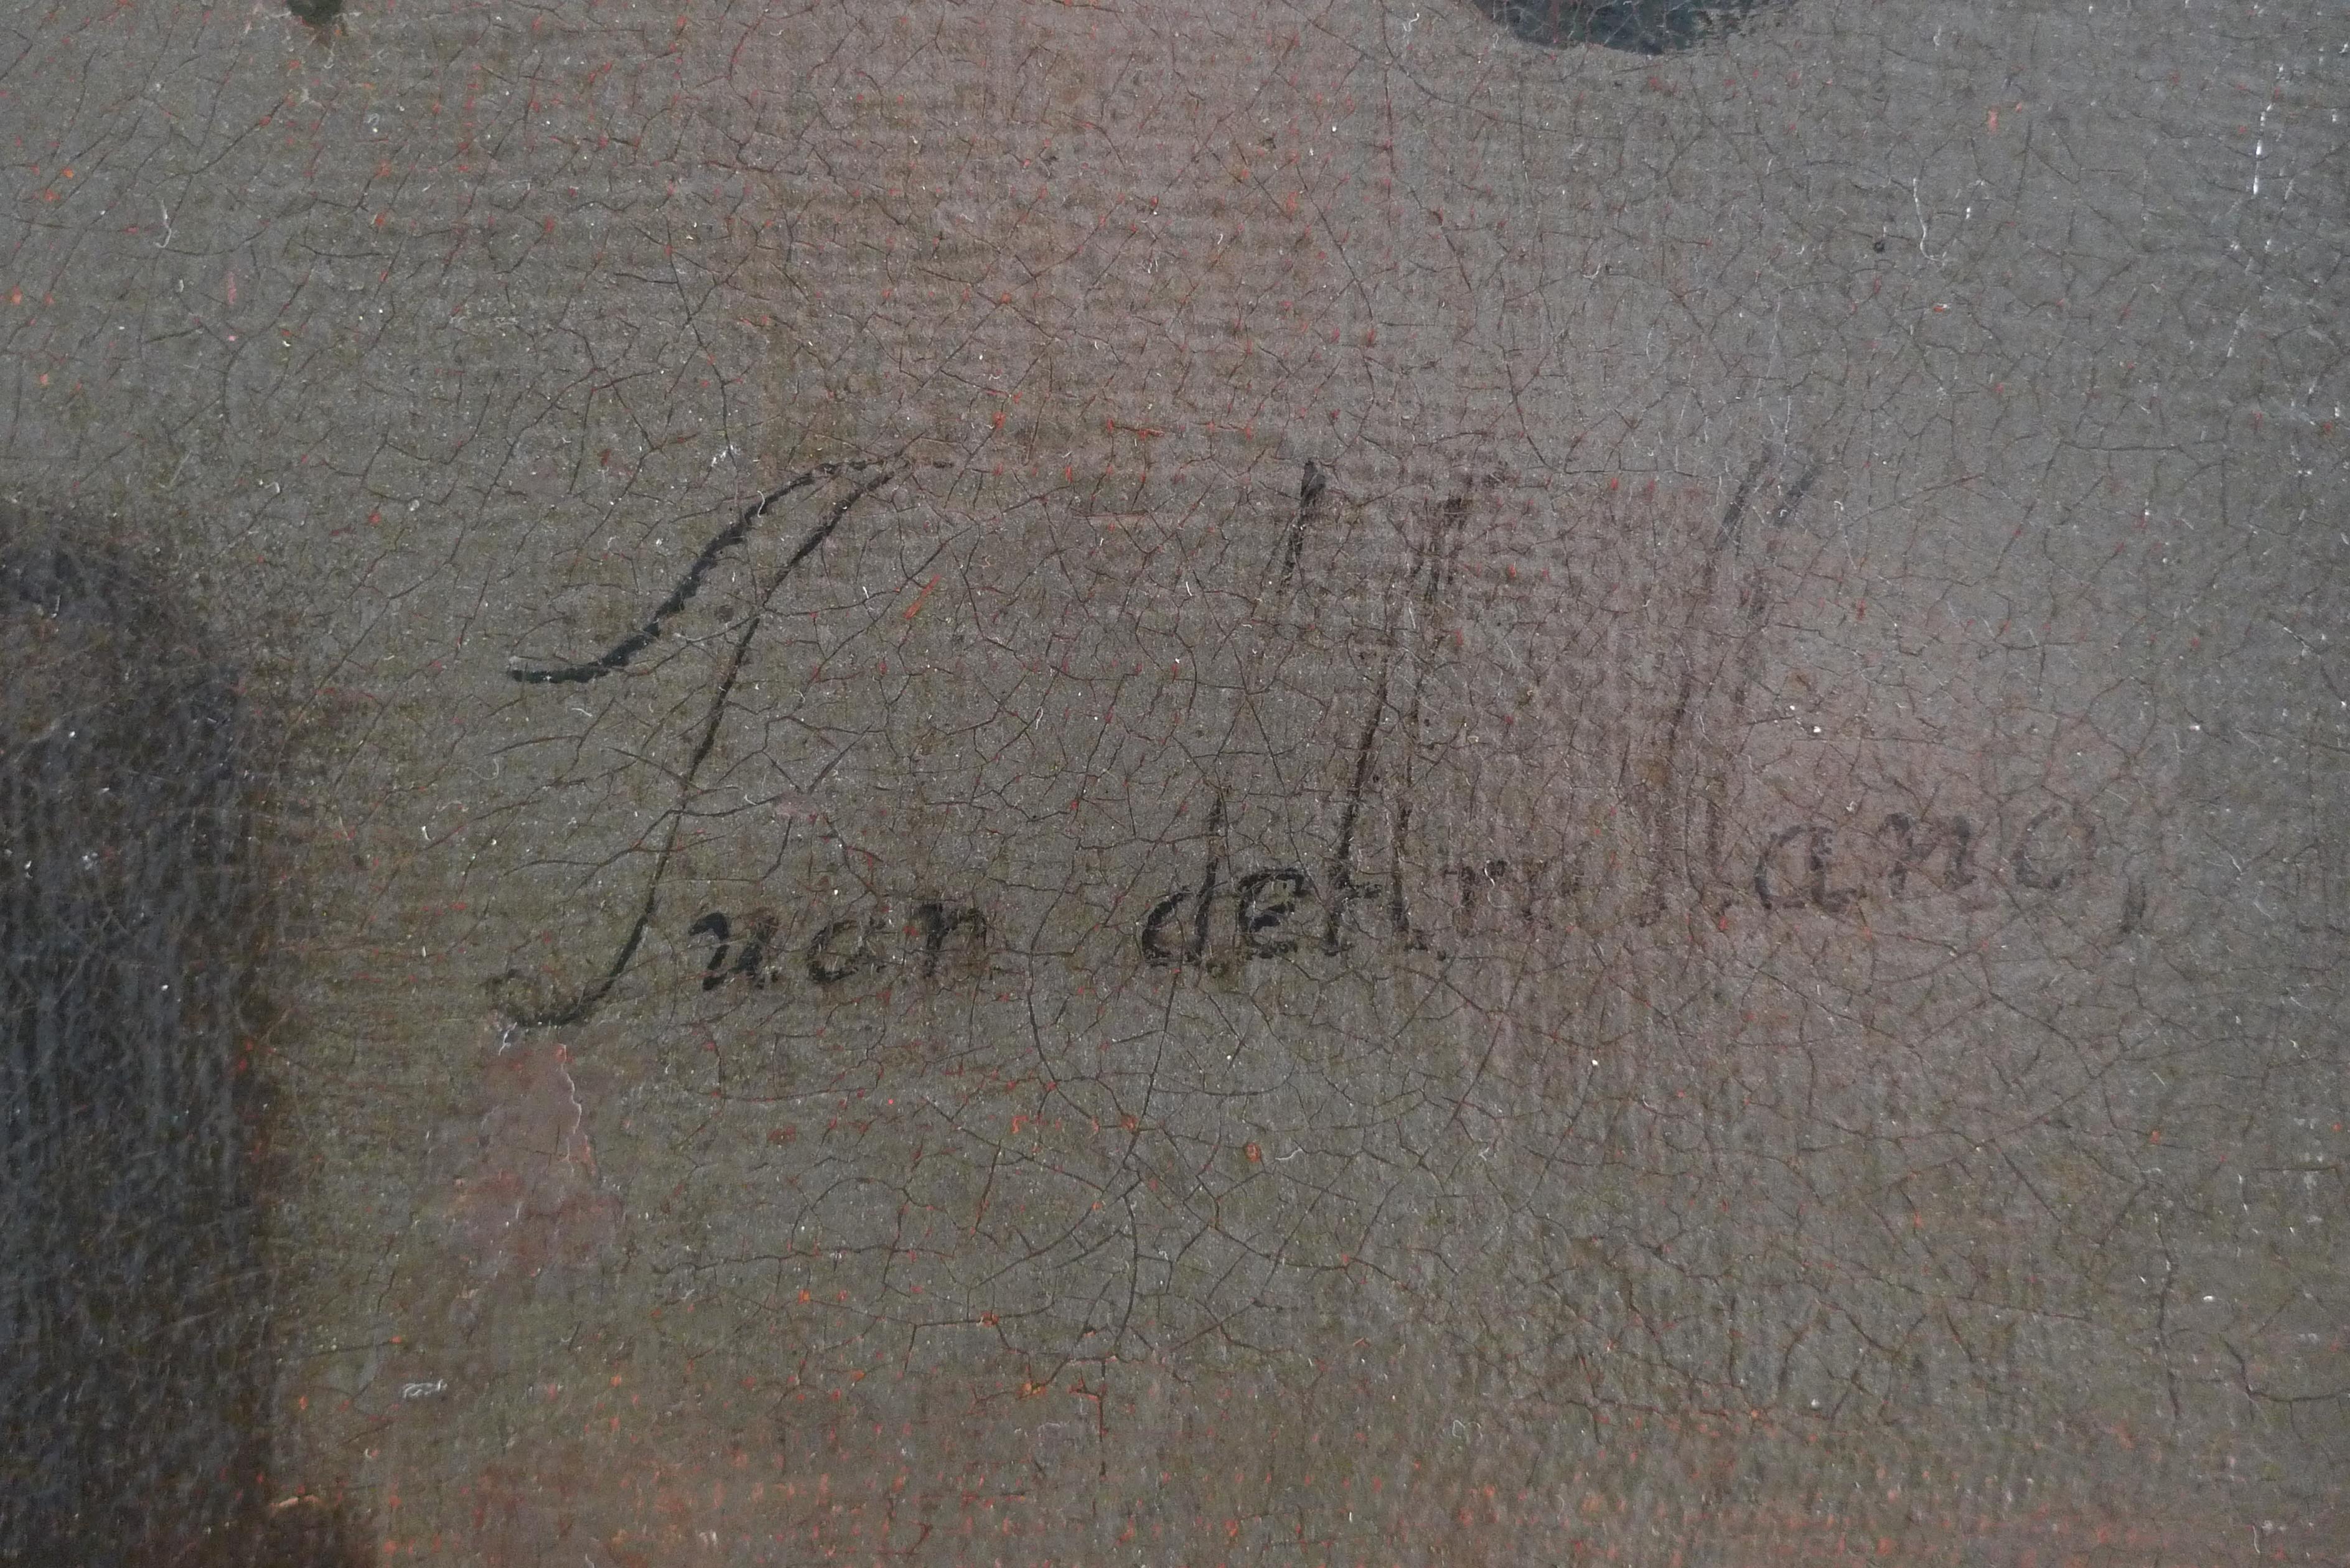 Juan de Arellano,